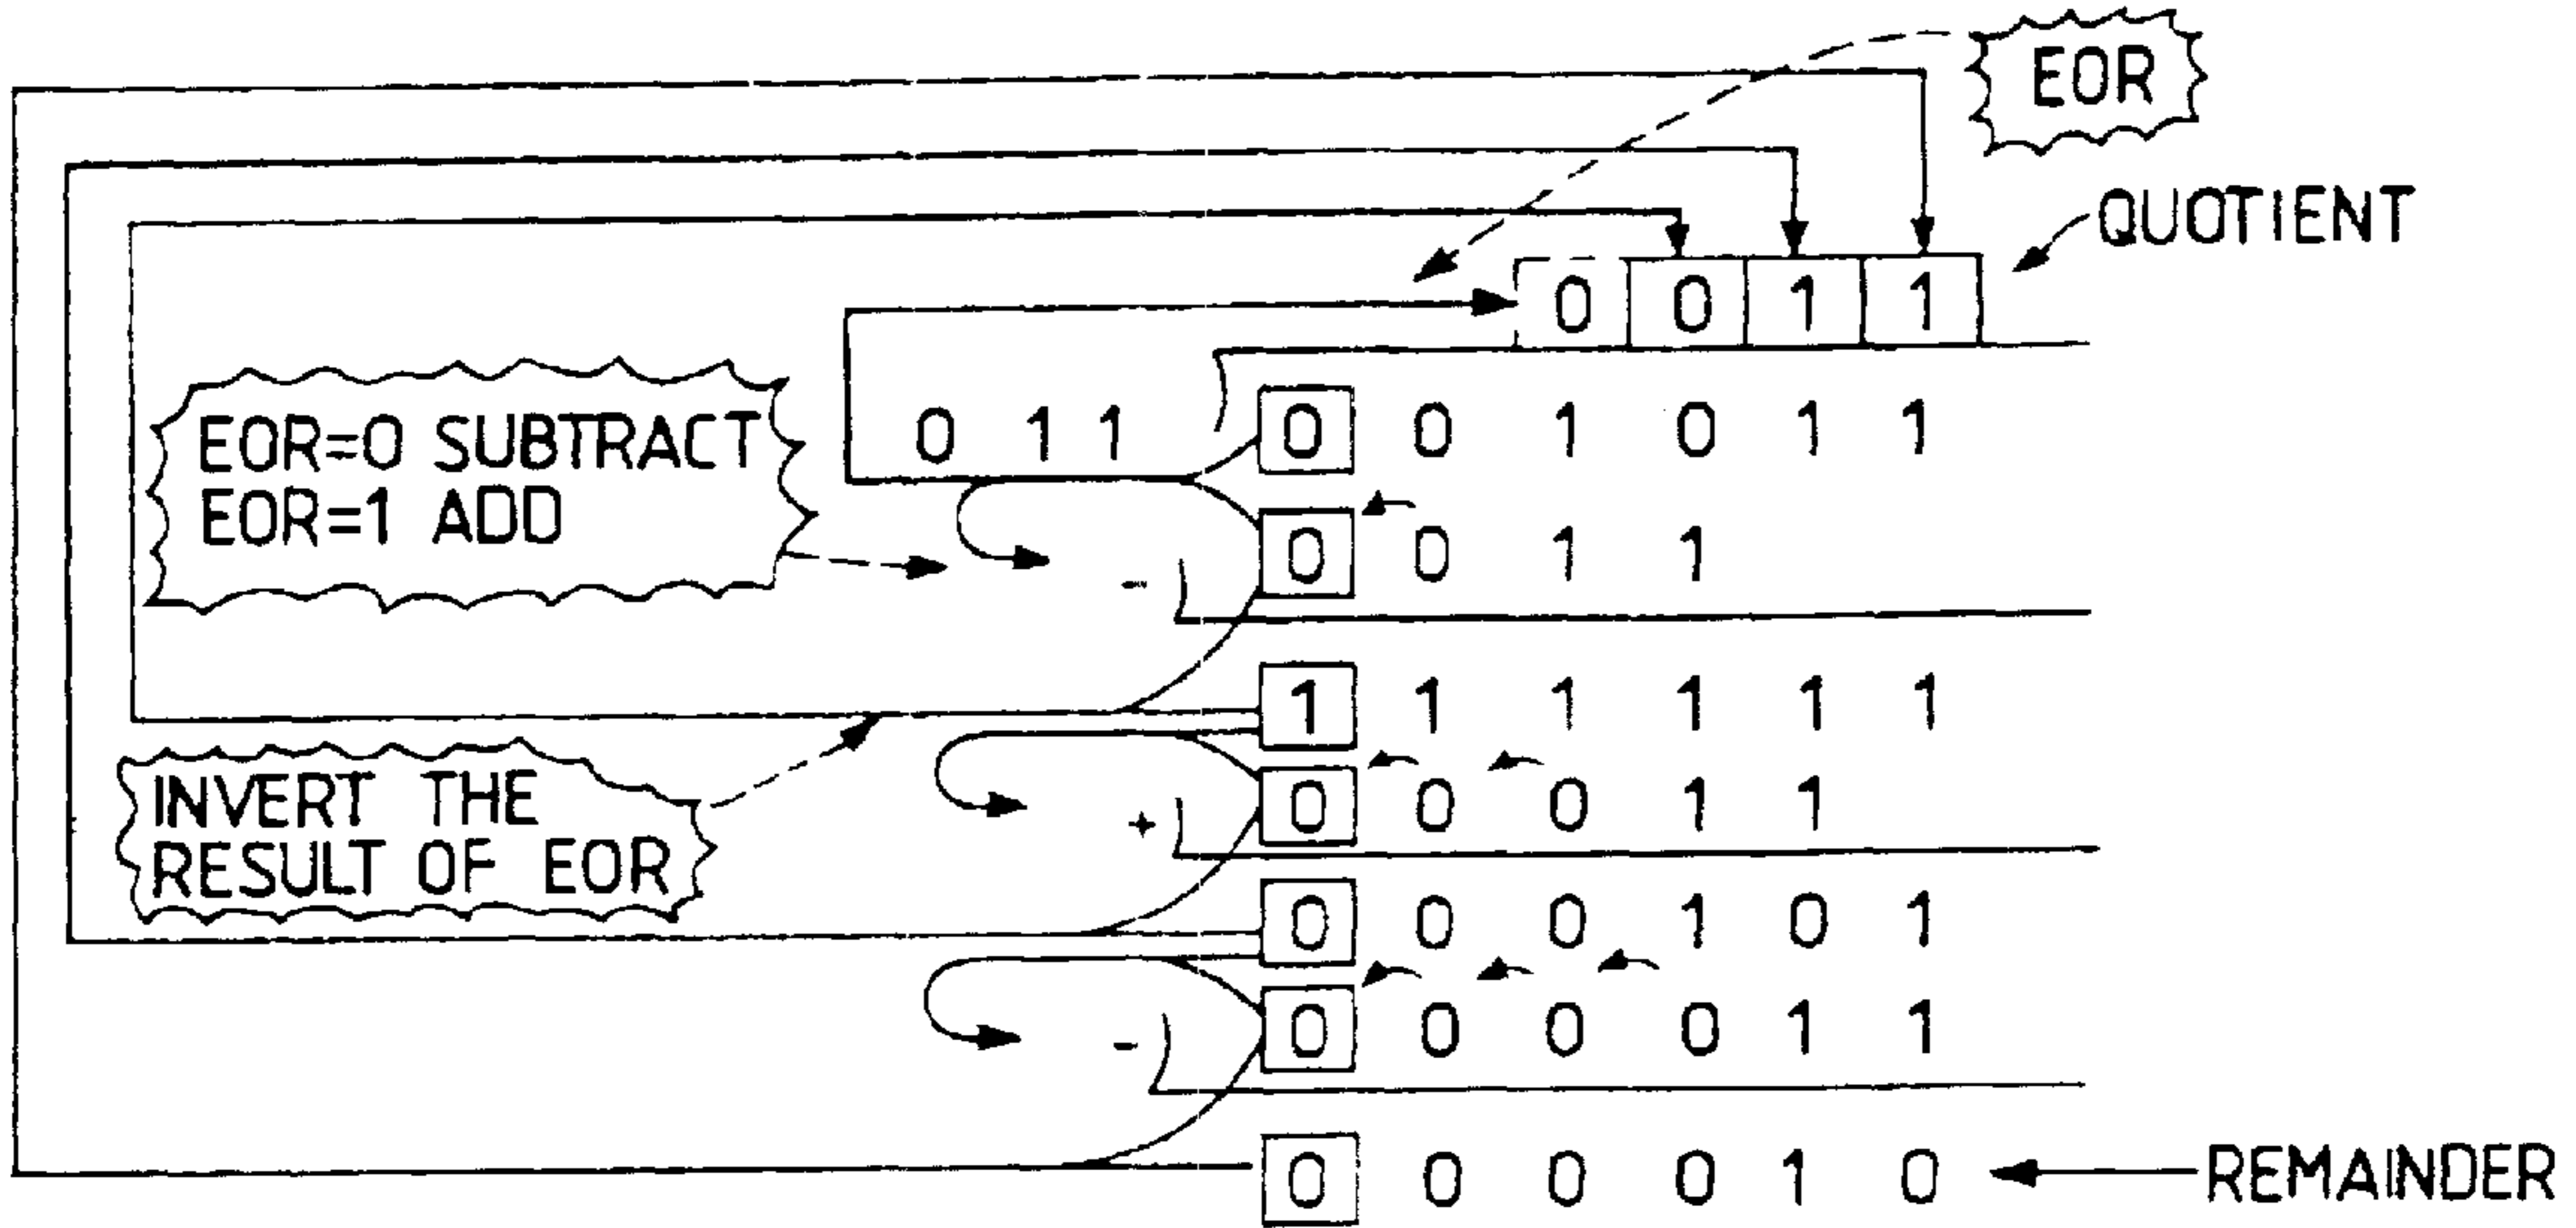 EOR
QUOTIENT
0 0 1 1
EOR=0 SUBTRACT
EOR=1 ADD
0 1 1 0 0 1 0 1 1
- 0 0 1 1
1 1 1 1 1 1
INVERT THE
RESULT OF EOR
+ 0 0 0 1 1
0 0 0 1 0 1
- 0 0 0 0 1 1
0 0 0 0 1 0 REMAINDER